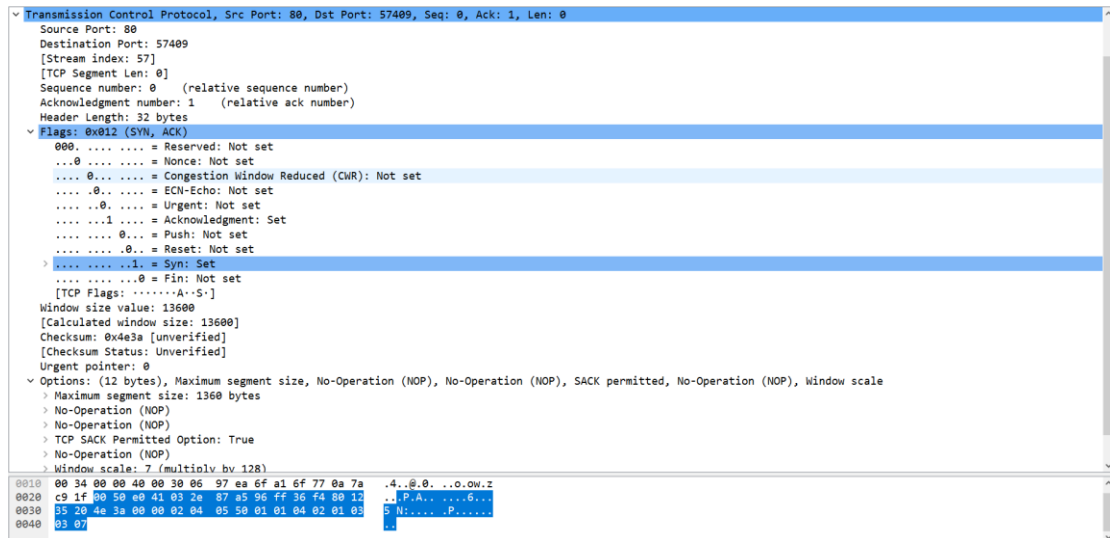 Transmission Control Protocol, Src Port: 80, Dst Port: 57409, Seq: 0, Ack: 1, Len: 0
Source Port: 80
Destination Port: 57409
[Stream index: 57]
[TCP Segment Len: 0]
Sequence number: 0    (relative sequence number)
Acknowledgment number: 1    (relative ack number)
Header Length: 32 bytes
Flags: 0x012 (SYN, ACK)
000. .... .... = Reserved: Not set
...0 .... .... = Nonce: Not set
.... 0... .... = Congestion Window Reduced (CWR): Not set
.... .0.. .... = ECN-Echo: Not set
.... ..0. .... = Urgent: Not set
.... ...1 .... = Acknowledgment: Set
.... .... 0... = Push: Not set
.... .... .0.. = Reset: Not set
.... .... ..1. = Syn: Set
.... .... ...0 = Fin: Not set
[TCP Flags: ·······A··S·]
Window size value: 13600
[Calculated window size: 13600]
Checksum: 0x4e3a [unverified]
[Checksum Status: Unverified]
Urgent pointer: 0
Options: (12 bytes), Maximum segment size, No-Operation (NOP), No-Operation (NOP), SACK permitted, No-Operation (NOP), Window scale
Maximum segment size: 1360 bytes
No-Operation (NOP)
No-Operation (NOP)
TCP SACK Permitted Option: True
No-Operation (NOP)
Window scale: 7 (multiply by 128)
0010 00 34 00 00 40 00 30 06 97 ea 6f a1 6f 77 0a 7a .4..@.0. ..o.ow.z
0020 c9 1f 00 50 e0 41 03 2e 87 a5 96 ff 36 f4 80 12 ...P.A.. ....6...
0030 35 20 4e 3a 00 00 02 04 05 50 01 01 04 02 01 03 5 N:.... .P......
0040 03 07 ..